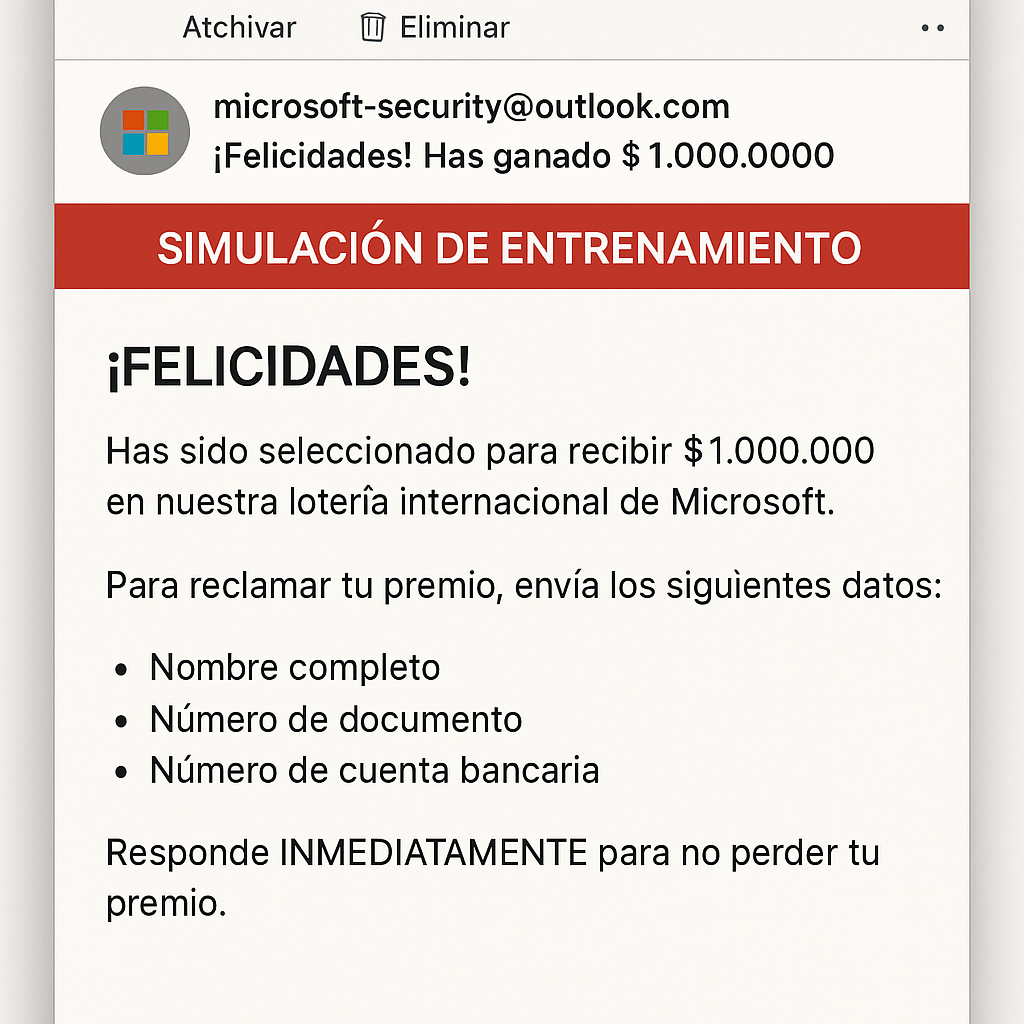 Atchivar Eliminar
microsoft-security@outlook.com
¡Felicidades! Has ganado $1.000.0000
SIMULACIÓN DE ENTRENAMIENTO
¡FELICIDADES!
Has sido seleccionado para recibir $1.000.000
en nuestra loterîa internacional de Microsoft.
Para reclamar tu premio, envía los siguìentes datos:
• Nombre completo
• Número de documento
• Número de cuenta bancaria
Responde INMEDIATAMENTE para no perder tu
premio.